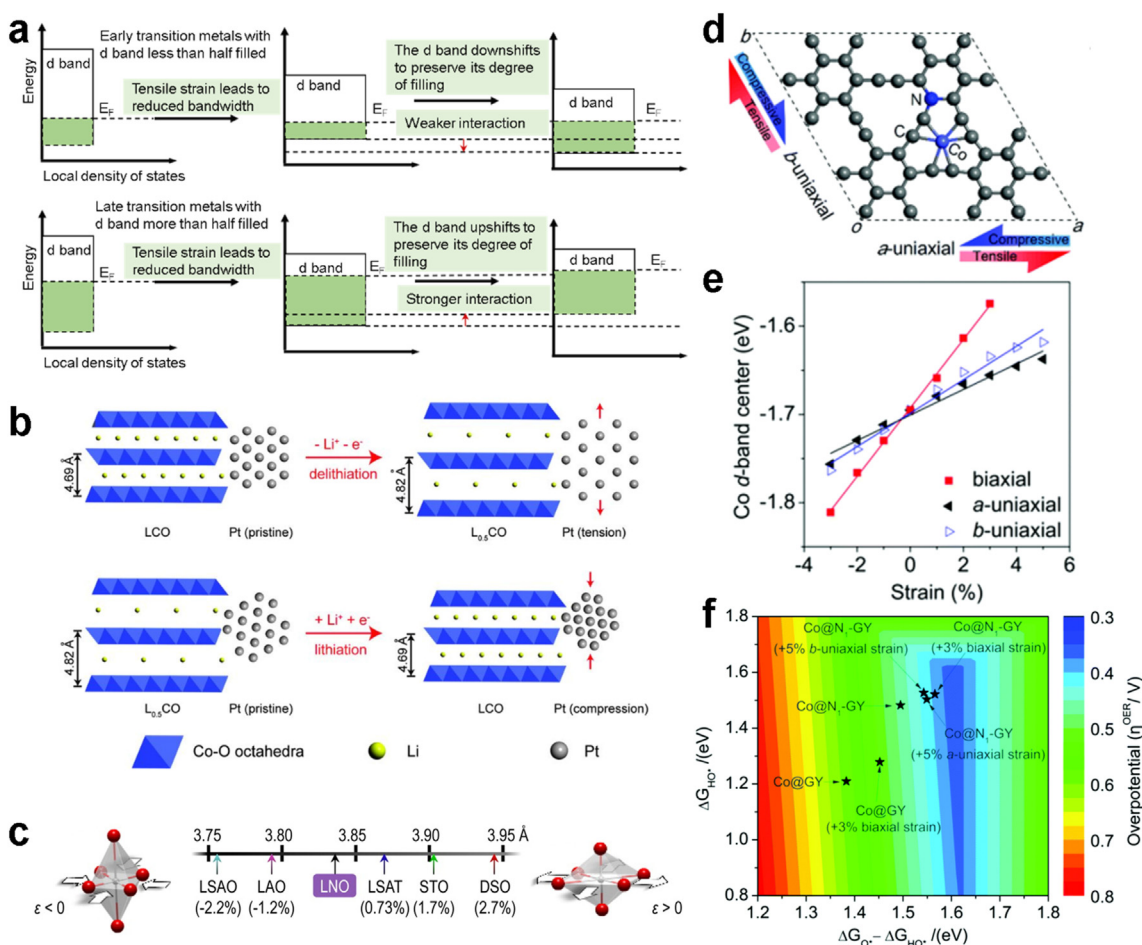 a
Early transition metals with
d band less than half filled
Energy
d band
E_F
Tensile strain leads to
reduced bandwidth
d band
E_F
The d band downshifts
to preserve its degree
of filling
Weaker interaction
d band
Local density of states
Late transition metals with
d band more than half filled
Energy
d band
E_F
Tensile strain leads to
reduced bandwidth
d band
E_F
The d band upshifts to
preserve its degree of
filling
Stronger interaction
d band
Local density of states
b
4.69 Å
LCO
Pt (pristine)
- Li⁺ - e⁻
delithiation
4.82 Å
L₀.₅CO
Pt (tension)
4.82 Å
L₀.₅CO
Pt (pristine)
+ Li⁺ + e⁻
lithiation
4.69 Å
LCO
Pt (compression)
Co-O octahedra
Li
Pt
c
ε < 0
3.75 3.80 3.85 3.90 3.95 Å
LSAO LAO LNO LSAT STO DSO
(-2.2%) (-1.2%) (0.73%) (1.7%) (2.7%)
ε > 0
d
b
Compressive
Tensile
b-uniaxial
N
C
Co
o
a
a-uniaxial
Compressive
Tensile
e
Co d-band center (eV)
-1.6
-1.7
-1.8
biaxial
a-uniaxial
b-uniaxial
-4 -2 0 2 4 6
Strain (%)
f
ΔG_HO* /(eV)
1.8
1.6
1.4
1.2
1.0
0.8
Co@N₁-GY
(+5% b-uniaxial strain)
Co@N₁-GY
(+3% biaxial strain)
Co@N₁-GY
Co@N₁-GY
(+5% a-uniaxial strain)
Co@GY
Co@GY
(+3% biaxial strain)
1.2 1.3 1.4 1.5 1.6 1.7 1.8
ΔG_O* – ΔG_HO* /(eV)
0.3
0.4
0.5
0.6
0.7
0.8
Overpotential (η^OER/ V)